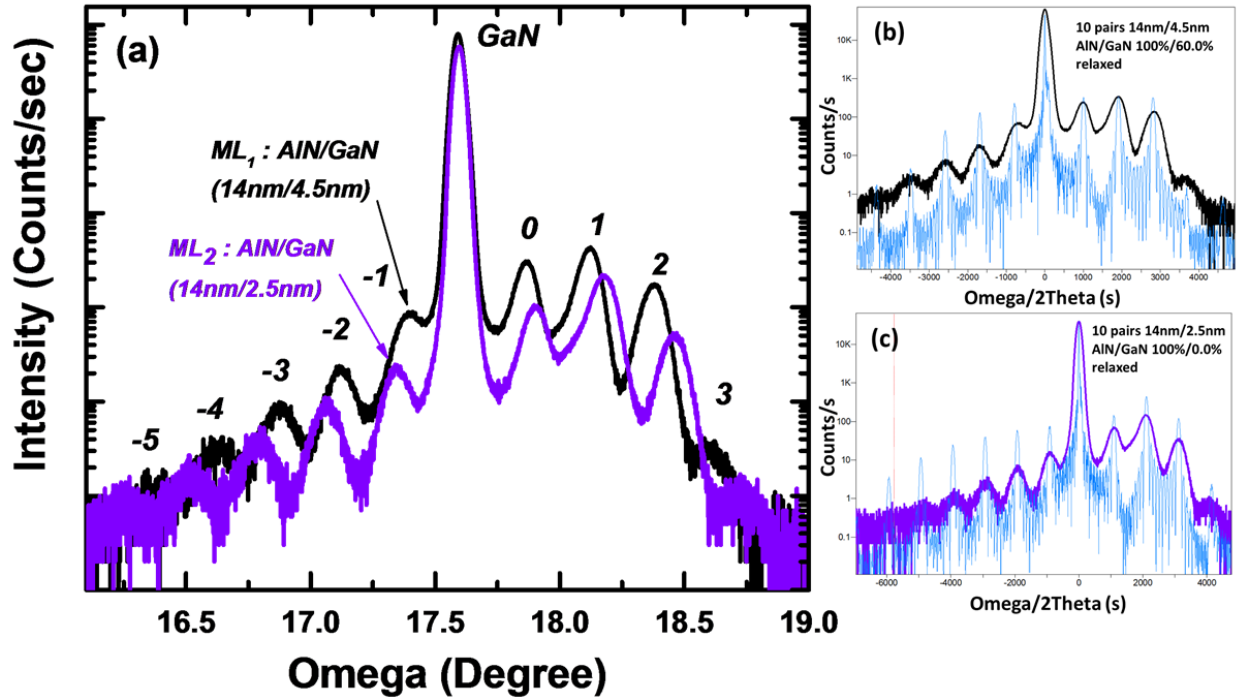 (a)
GaN
ML1 : AlN/GaN
(14nm/4.5nm)
ML2 : AlN/GaN
(14nm/2.5nm)
-5
-4
-3
-2
-1
0
1
2
3
Intensity (Counts/sec)
16.5 17.0 17.5 18.0 18.5 19.0
Omega (Degree)
(b)
10 pairs 14nm/4.5nm
AlN/GaN 100%/60.0%
relaxed
Counts/s
10K
1K
100
10
1
0.1
-4000 -3000 -2000 -1000 0 1000 2000 3000 4000
Omega/2Theta (s)
(c)
10 pairs 14nm/2.5nm
AlN/GaN 100%/0.0%
relaxed
Counts/s
10K
1K
100
10
1
0.1
-6000 -4000 -2000 0 2000 4000
Omega/2Theta (s)